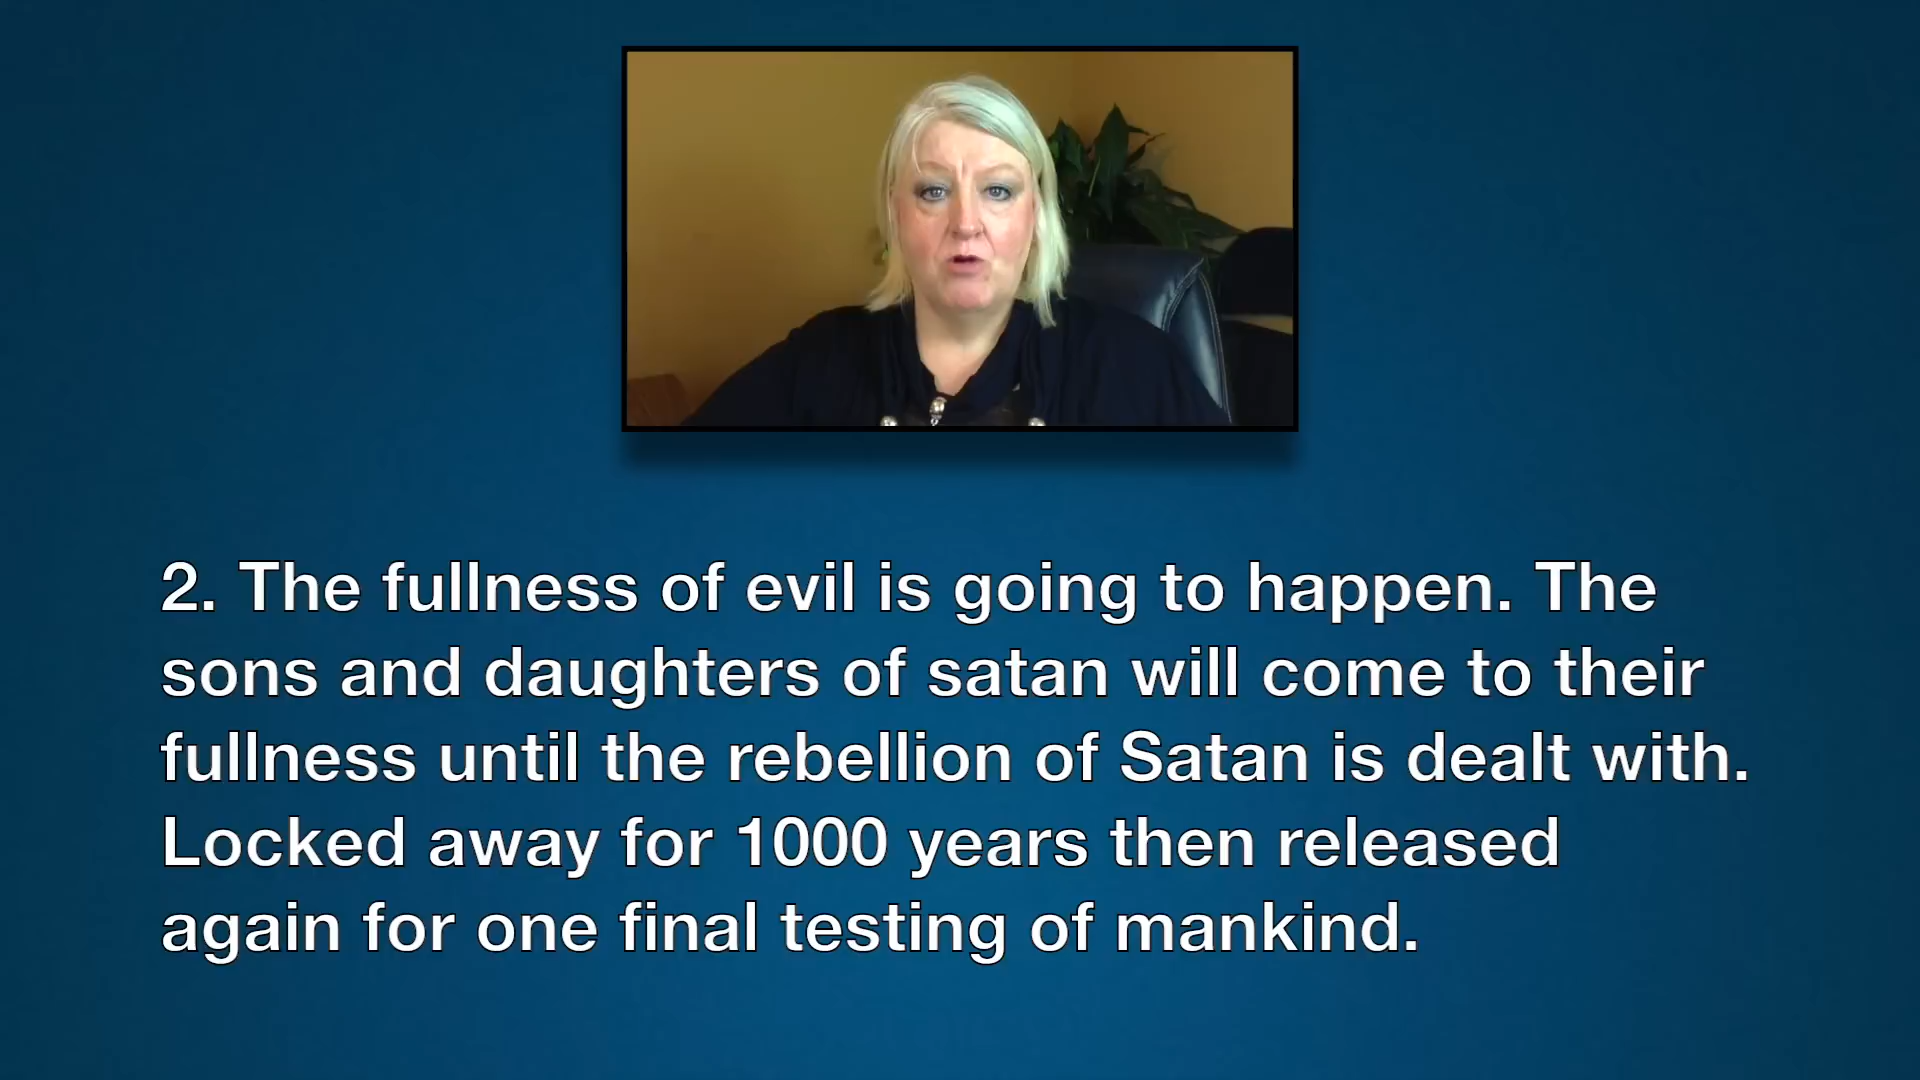 2. The fullness of evil is going to happen. The
sons and daughters of satan will come to their
fullness until the rebellion of Satan is dealt with.
Locked away for 1000 years then released
again for one final testing of mankind.